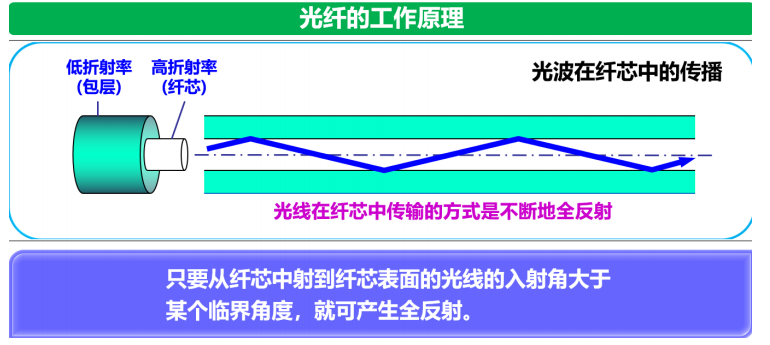 光纤的工作原理
低折射率
(包层)
高折射率
(纤芯)
光波在纤芯中的传播
光线在纤芯中传输的方式是不断地全反射
只要从纤芯中射到纤芯表面的光线的入射角大于
某个临界角度，就可产生全反射。